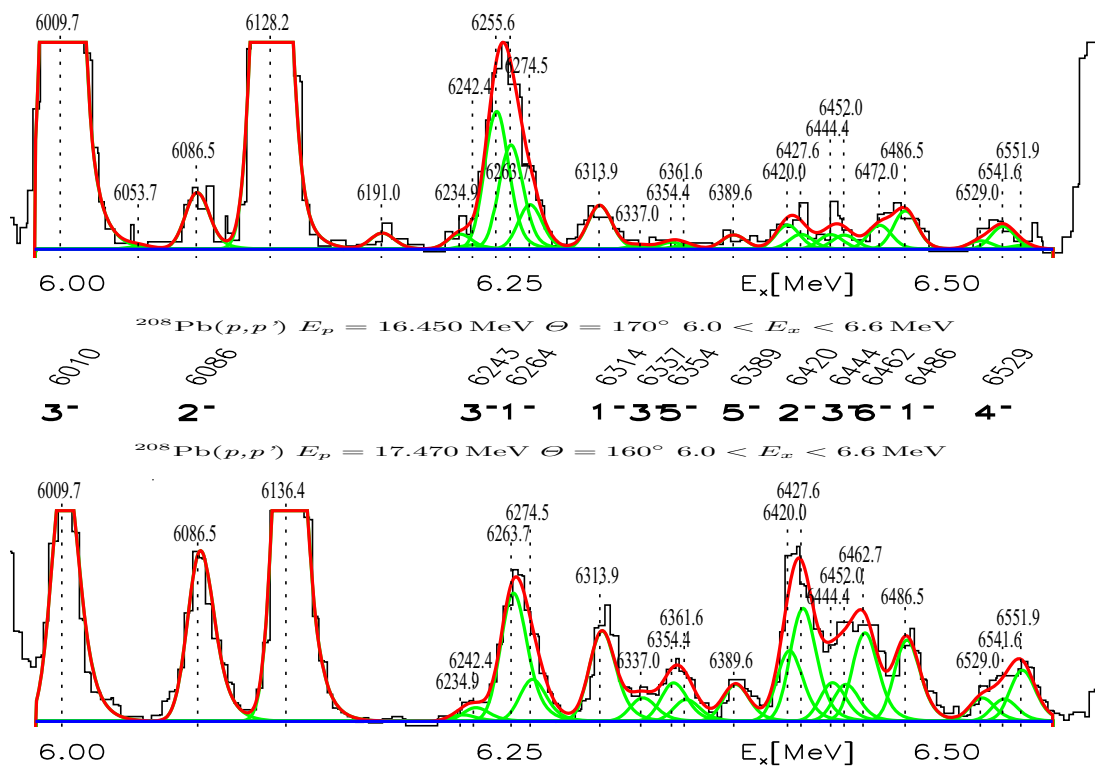 6009.7 6128.2 6255.6
6274.5
6242.4
6452.0
6444.4
6086.5 6313.9 6361.6 6427.6 6486.5 6551.9
6053.7 6191.0 6234.9 6263.7 6354.4 6389.6 6420.0 6472.0 6541.6
6337.0 6529.0
6.00 6.25 Eₓ[MeV] 6.50
²⁰⁸Pb(p,p') E_p = 16.450 MeV Θ = 170° 6.0 < E_x < 6.6 MeV
6010 6086 6243 6264 6314 6337 6354 6389 6420 6444 6462 6486 6529
3- 2- 3- 1- 1- 3- 5- 5- 2- 3- 6- 1- 4-
²⁰⁸Pb(p,p') E_p = 17.470 MeV Θ = 160° 6.0 < E_x < 6.6 MeV
6009.7 6136.4 6427.6
6274.5 6420.0
6086.5 6263.7 6462.7
6313.9 6452.0
6444.4
6361.6 6486.5 6551.9
6354.4 6541.6
6242.4 6337.0 6389.6 6529.0
6234.9
6.00 6.25 Eₓ[MeV] 6.50